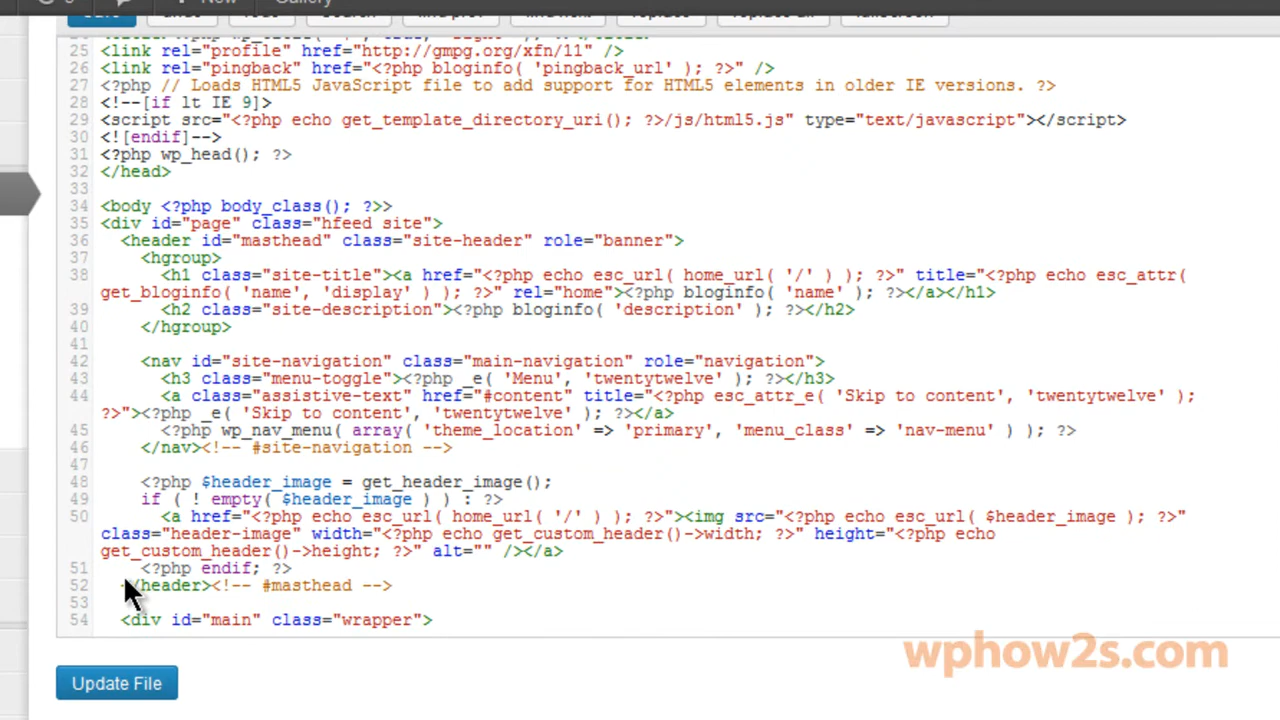 New
Gallery
25 <link rel="profile" href="http://gmpg.org/xfn/11" />
26 <link rel="pingback" href="<?php bloginfo( 'pingback_url' ); ?>" />
27 <?php // Loads HTML5 JavaScript file to add support for HTML5 elements in older IE versions. ?>
28 <!--[if lt IE 9]>
29 <script src="<?php echo get_template_directory_uri(); ?>/js/html5.js" type="text/javascript"></script>
30 <![endif]-->
31 <?php wp_head(); ?>
32 </head>
33
34 <body <?php body_class(); ?>>
35 <div id="page" class="hfeed site">
36 <header id="masthead" class="site-header" role="banner">
37 <hgroup>
38 <h1 class="site-title"><a href="<?php echo esc_url( home_url( '/' ) ); ?>" title="<?php echo esc_attr(
get_bloginfo( 'name', 'display' ) ); ?>" rel="home"><?php bloginfo( 'name' ); ?></a></h1>
39 <h2 class="site-description"><?php bloginfo( 'description' ); ?></h2>
40 </hgroup>
41
42 <nav id="site-navigation" class="main-navigation" role="navigation">
43 <h3 class="menu-toggle"><?php _e( 'Menu', 'twentytwelve' ); ?></h3>
44 <a class="assistive-text" href="#content" title="<?php esc_attr_e( 'Skip to content', 'twentytwelve' );
?>"><?php _e( 'Skip to content', 'twentytwelve' ); ?></a>
45 <?php wp_nav_menu( array( 'theme_location' => 'primary', 'menu_class' => 'nav-menu' ) ); ?>
46 </nav><!-- #site-navigation -->
47
48 <?php $header_image = get_header_image();
49 if ( ! empty( $header_image ) ) : ?>
50 <a href="<?php echo esc_url( home_url( '/' ) ); ?>"><img src="<?php echo esc_url( $header_image ); ?>"
class="header-image" width="<?php echo get_custom_header()->width; ?>" height="<?php echo
get_custom_header()->height; ?>" alt="" /></a>
51 <?php endif; ?>
52 </header><!-- #masthead -->
53
54 <div id="main" class="wrapper">
wphow2s.com
Update File